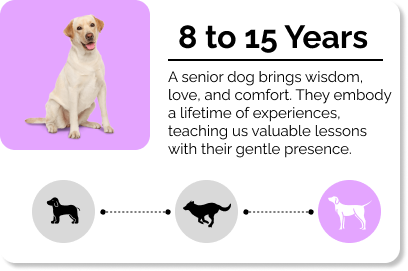 8 to 15 Years
A senior dog brings wisdom,
love, and comfort. They embody
a lifetime of experiences,
teaching us valuable lessons
with their gentle presence.